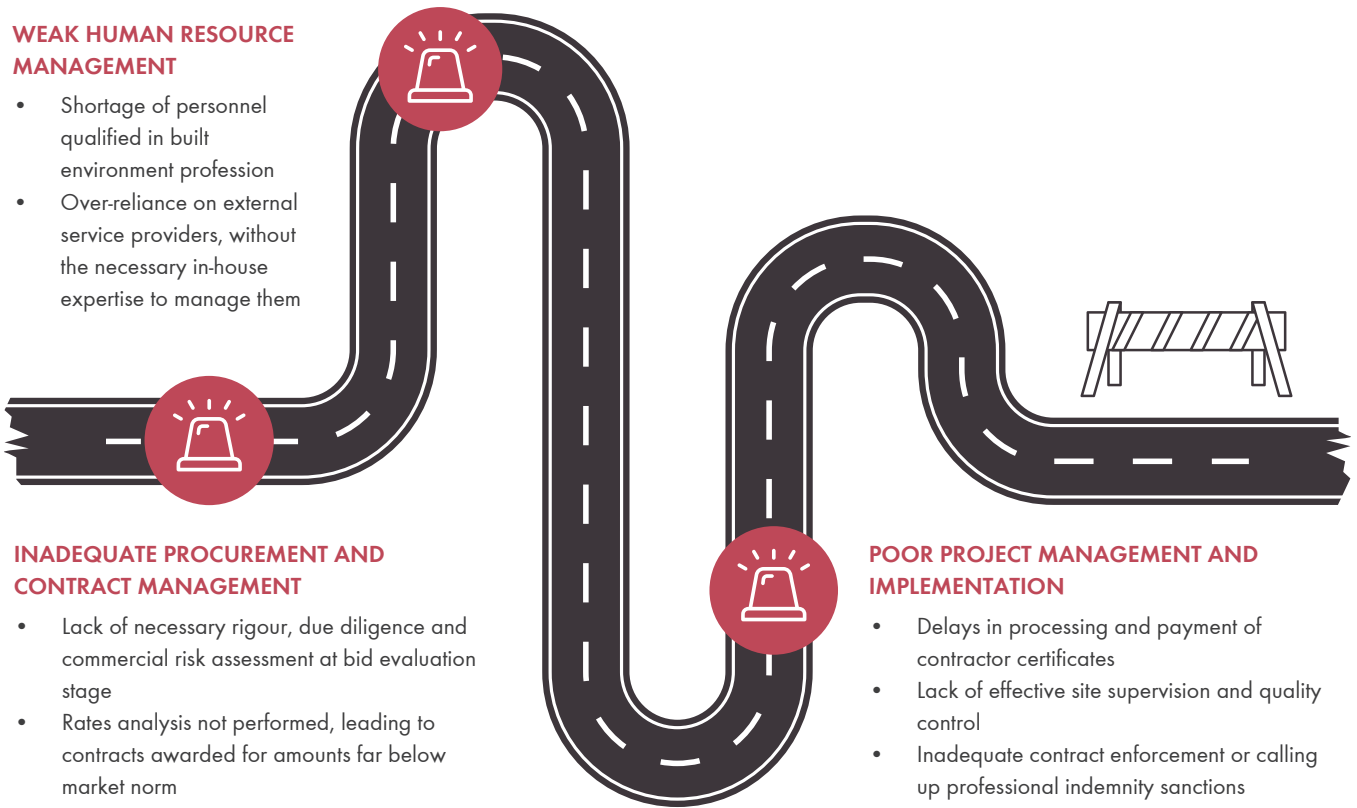 WEAK HUMAN RESOURCE
MANAGEMENT
• Shortage of personnel
qualified in built
environment profession
• Over-reliance on external
service providers, without
the necessary in-house
expertise to manage them
INADEQUATE PROCUREMENT AND
CONTRACT MANAGEMENT
• Lack of necessary rigour, due diligence and
commercial risk assessment at bid evaluation
stage
• Rates analysis not performed, leading to
contracts awarded for amounts far below
market norm
POOR PROJECT MANAGEMENT AND
IMPLEMENTATION
• Delays in processing and payment of
contractor certificates
• Lack of effective site supervision and quality
control
• Inadequate contract enforcement or calling
up professional indemnity sanctions